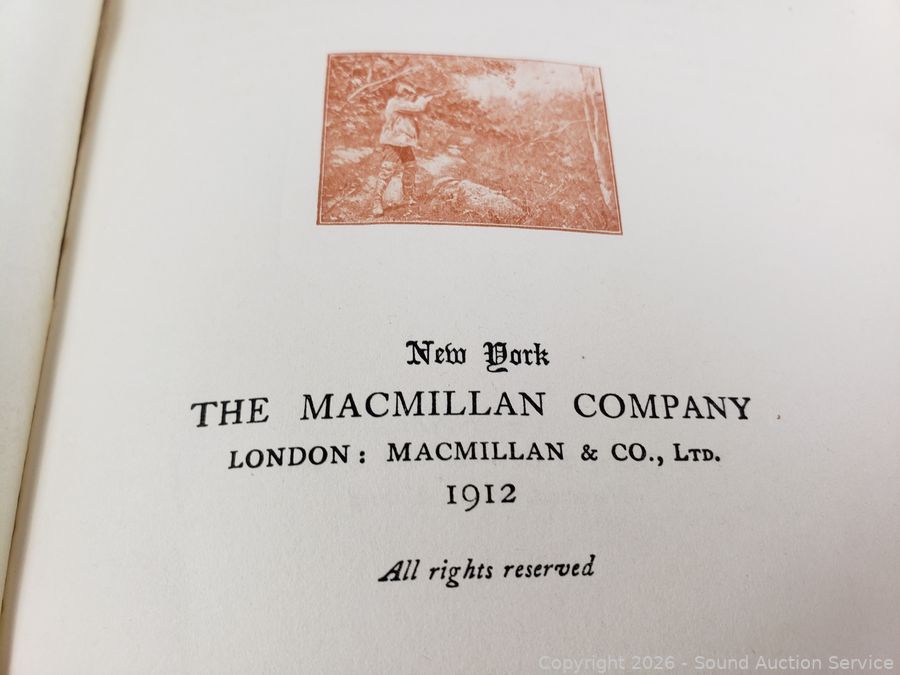 New York
THE MACMILLAN COMPANY
LONDON: MACMILLAN & CO., LTD.
1912
All rights reserved
Copyright 2026 - Sound Auction Service